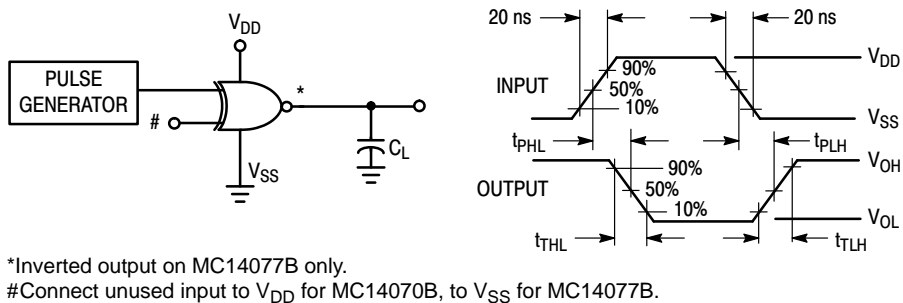 V_DD
PULSE
GENERATOR
*
#
V_SS
C_L
20 ns
20 ns
INPUT
90%
50%
10%
V_DD
V_SS
t_PHL
t_PLH
OUTPUT
90%
50%
10%
V_OH
V_OL
t_THL
t_TLH
*Inverted output on MC14077B only.
#Connect unused input to V_DD for MC14070B, to V_SS for MC14077B.